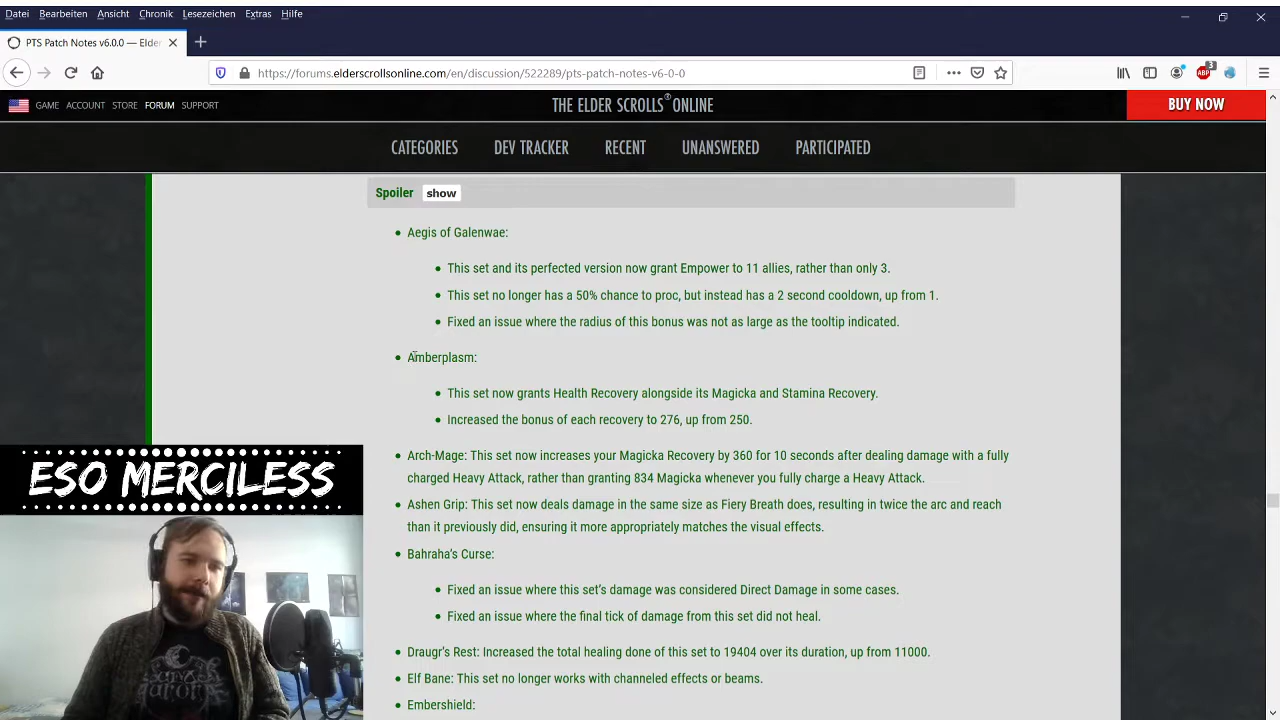 Datei Bearbeiten Ansicht Chronik Lesezeichen Extras Hilfe
PTS Patch Notes v6.0.0 — Elder
https://forums.elderscrollsonline.com/en/discussion/522289/pts-patch-notes-v6-0-0
ABP 3
GAME ACCOUNT STORE FORUM SUPPORT
THE ELDER SCROLLS® ONLINE
BUY NOW
CATEGORIES DEV TRACKER RECENT UNANSWERED PARTICIPATED
Spoiler show
Aegis of Galenwae:
This set and its perfected version now grant Empower to 11 allies, rather than only 3.
This set no longer has a 50% chance to proc, but instead has a 2 second cooldown, up from 1.
Fixed an issue where the radius of this bonus was not as large as the tooltip indicated.
Amberplasm:
This set now grants Health Recovery alongside its Magicka and Stamina Recovery.
Increased the bonus of each recovery to 276, up from 250.
Arch-Mage: This set now increases your Magicka Recovery by 360 for 10 seconds after dealing damage with a fully
charged Heavy Attack, rather than granting 834 Magicka whenever you fully charge a Heavy Attack.
Ashen Grip: This set now deals damage in the same size as Fiery Breath does, resulting in twice the arc and reach
than it previously did, ensuring it more appropriately matches the visual effects.
Bahraha's Curse:
Fixed an issue where this set's damage was considered Direct Damage in some cases.
Fixed an issue where the final tick of damage from this set did not heal.
Draugr's Rest: Increased the total healing done of this set to 19404 over its duration, up from 11000.
Elf Bane: This set no longer works with channeled effects or beams.
Embershield:
ESO MERCILESS